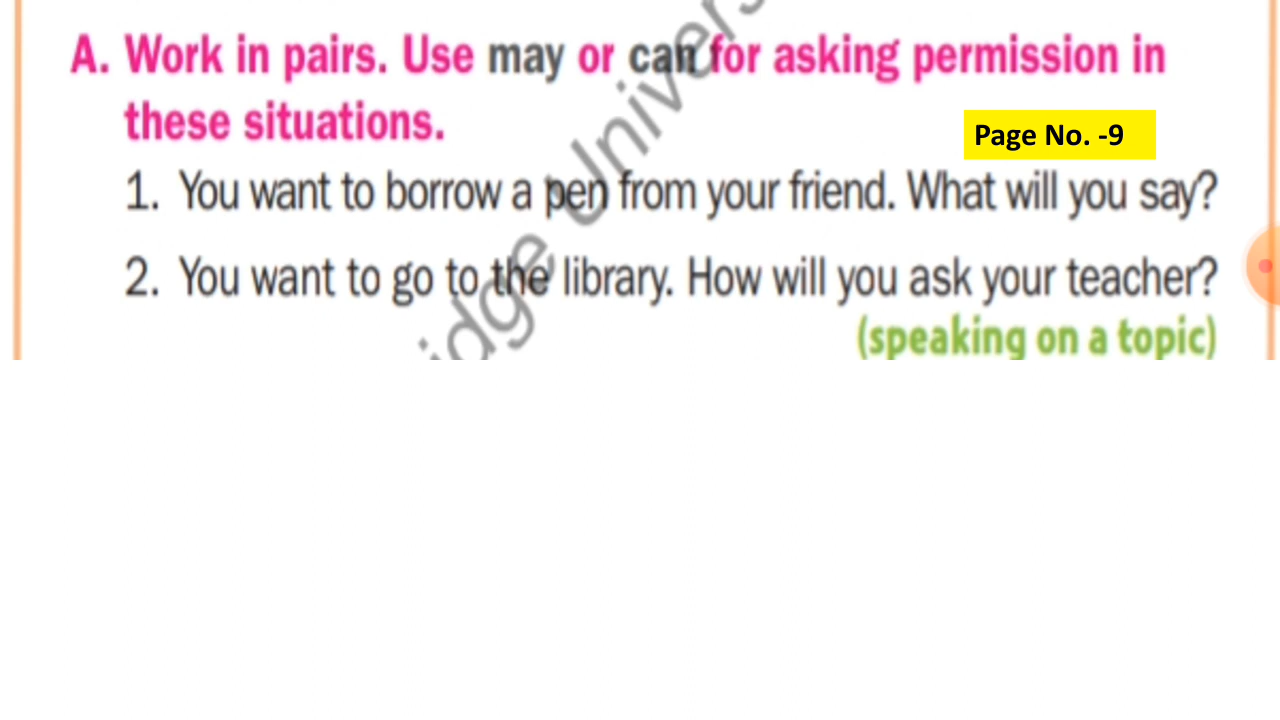 A. Work in pairs. Use may or can for asking permission in
these situations.
Page No. -9
1. You want to borrow a pen from your friend. What will you say?
2. You want to go to the library. How will you ask your teacher?
(speaking on a topic)
idge Univers